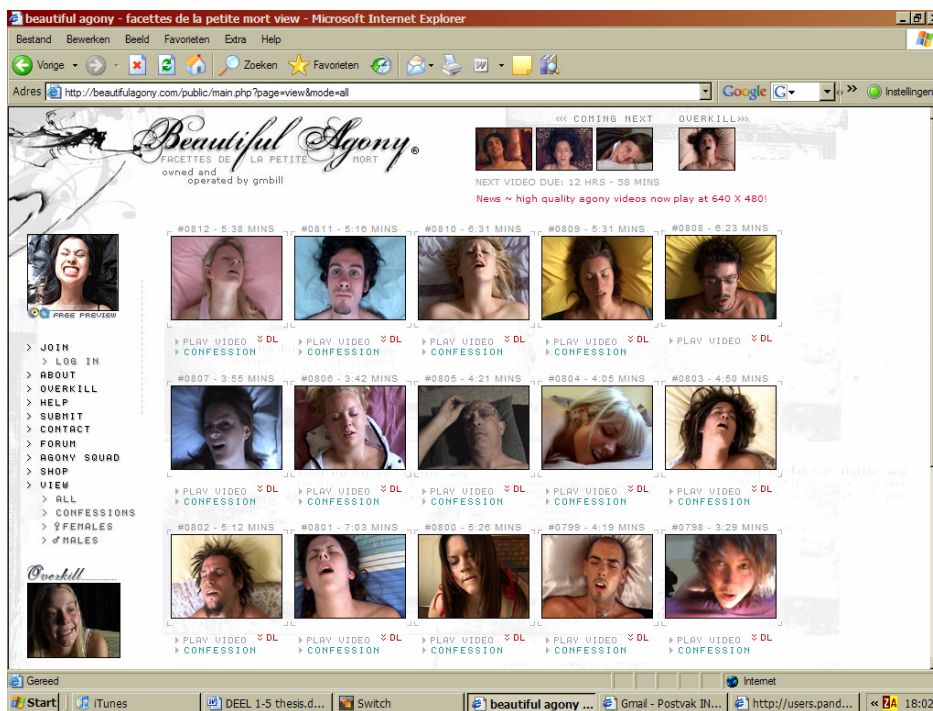 beautiful agony - facettes de la petite mort view - Microsoft Internet Explorer
Bestand Bewerken Beeld Favorieten Extra Help
Vorige Zoeken Favorieten
Adres http://beautifulagony.com/public/main.php?page=view&mode=all Google G Instellingen
Beautiful Agony®
FACETTES DE LA PETITE MORT
owned and
operated by gmbill
‹‹‹ COMING NEXT OVERKILL›››
NEXT VIDEO DUE: 12 HRS - 58 MINS
News ~ high quality agony videos now play at 640 X 480!
FREE PREVIEW
> JOIN
> LOG IN
> ABOUT
> OVERKILL
> HELP
> SUBMIT
> CONTACT
> FORUM
> AGONY SQUAD
> SHOP
> VIEW
> ALL
> CONFESSIONS
> ♀FEMALES
> ♂MALES
Overkill
#0812 - 5:38 MINS #0811 - 5:16 MINS #0810 - 6:31 MINS #0809 - 5:31 MINS #0808 - 6:23 MINS
PLAY VIDEO DL PLAY VIDEO DL PLAY VIDEO DL PLAY VIDEO DL PLAY VIDEO DL
CONFESSION CONFESSION CONFESSION CONFESSION
#0807 - 3:55 MINS #0806 - 3:42 MINS #0805 - 4:21 MINS #0804 - 4:05 MINS #0803 - 4:50 MINS
PLAY VIDEO DL PLAY VIDEO DL PLAY VIDEO DL PLAY VIDEO DL PLAY VIDEO DL
CONFESSION CONFESSION CONFESSION CONFESSION CONFESSION
#0802 - 5:12 MINS #0801 - 7:03 MINS #0800 - 5:26 MINS #0799 - 4:19 MINS #0798 - 3:29 MINS
PLAY VIDEO DL PLAY VIDEO DL PLAY VIDEO DL PLAY VIDEO DL PLAY VIDEO DL
CONFESSION CONFESSION CONFESSION CONFESSION CONFESSION
Gereed Internet
Start iTunes DEEL 1-5 thesis.d... Switch beautiful agony ... Gmail - Postvak IN... http://users.pand... « ZA 18:02